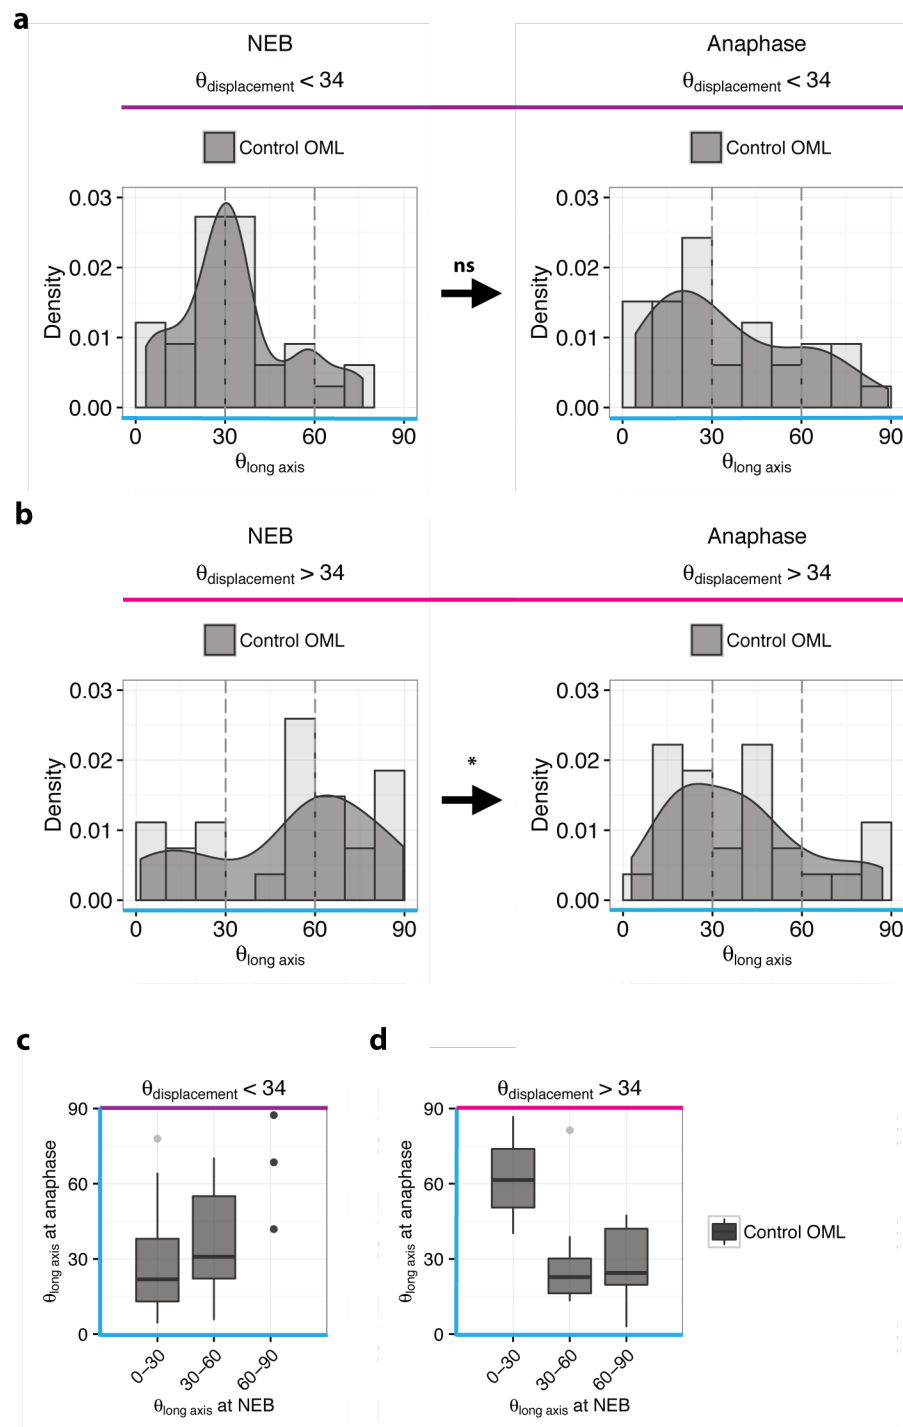 a
NEB
θdisplacement < 34
Control OML
0.03
0.02
0.01
0.00
Density
0 30 60 90
θlong axis
ns
Anaphase
θdisplacement < 34
Control OML
0.03
0.02
0.01
0.00
Density
0 30 60 90
θlong axis
b
NEB
θdisplacement > 34
Control OML
0.03
0.02
0.01
0.00
Density
0 30 60 90
θlong axis
*
Anaphase
θdisplacement > 34
Control OML
0.03
0.02
0.01
0.00
Density
0 30 60 90
θlong axis
c
θdisplacement < 34
90
60
30
0
θlong axis at anaphase
0–30 30–60 60–90
θlong axis at NEB
d
θdisplacement > 34
90
60
30
0
θlong axis at anaphase
0–30 30–60 60–90
θlong axis at NEB
Control OML